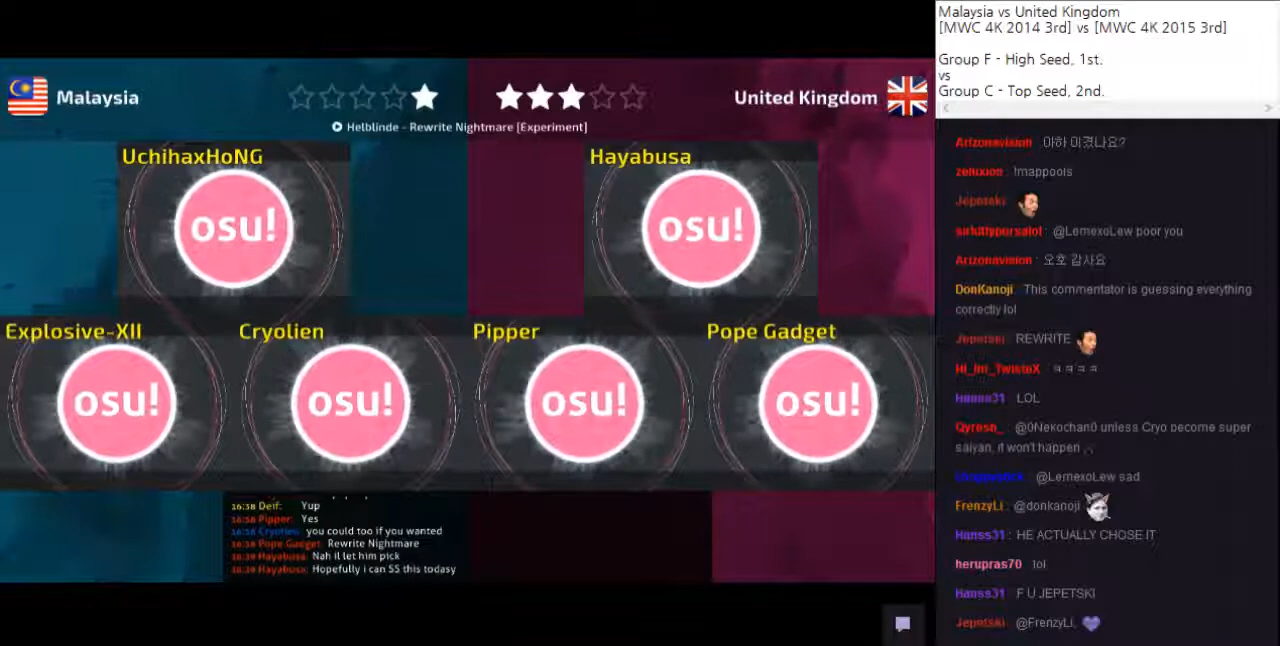 Malaysia vs United Kingdom
[MWC 4K 2014 3rd] vs [MWC 4K 2015 3rd]
Group F - High Seed, 1st.
vs
Group C - Top Seed, 2nd.
Malaysia
United Kingdom
Helblinde - Rewrite Nightmare [Experiment]
UchihaxHoNG
Hayabusa
osu!
osu!
Explosive-XII
Cryolien
Pipper
Pope Gadget
osu!
osu!
osu!
osu!
16:38 Deif: Yup
16:38 Pipper: Yes
16:38 Cryolien: you could too if you wanted
16:38 Pope Gadget: Rewrite Nightmare
16:39 Hayabusa: Nah il let him pick
16:39 Hayabusa: Hopefully i can SS this todasy
Arizonavision : 아하 이겼나요?
zenixion : !mappools
Jepetski :
: @LemexoLew poor you
Arizonavision : 오호 감사요
DonKanoji : This commentator is guessing everything
correctly lol
Jepetski : REWRITE
Hi_Im_TwisteX : ㅋㅋㅋㅋ
Hanss31 : LOL
Qyresn_ : @0Nekochan0 unless Cryo become super
saiyan, it won't happen
: @LemexoLew sad
FrenzyLi : @donkanoji
Hanss31 : HE ACTUALLY CHOSE IT
herupras70 : lol
Hanss31 : F U JEPETSKI
Jepetski : @FrenzyLi,